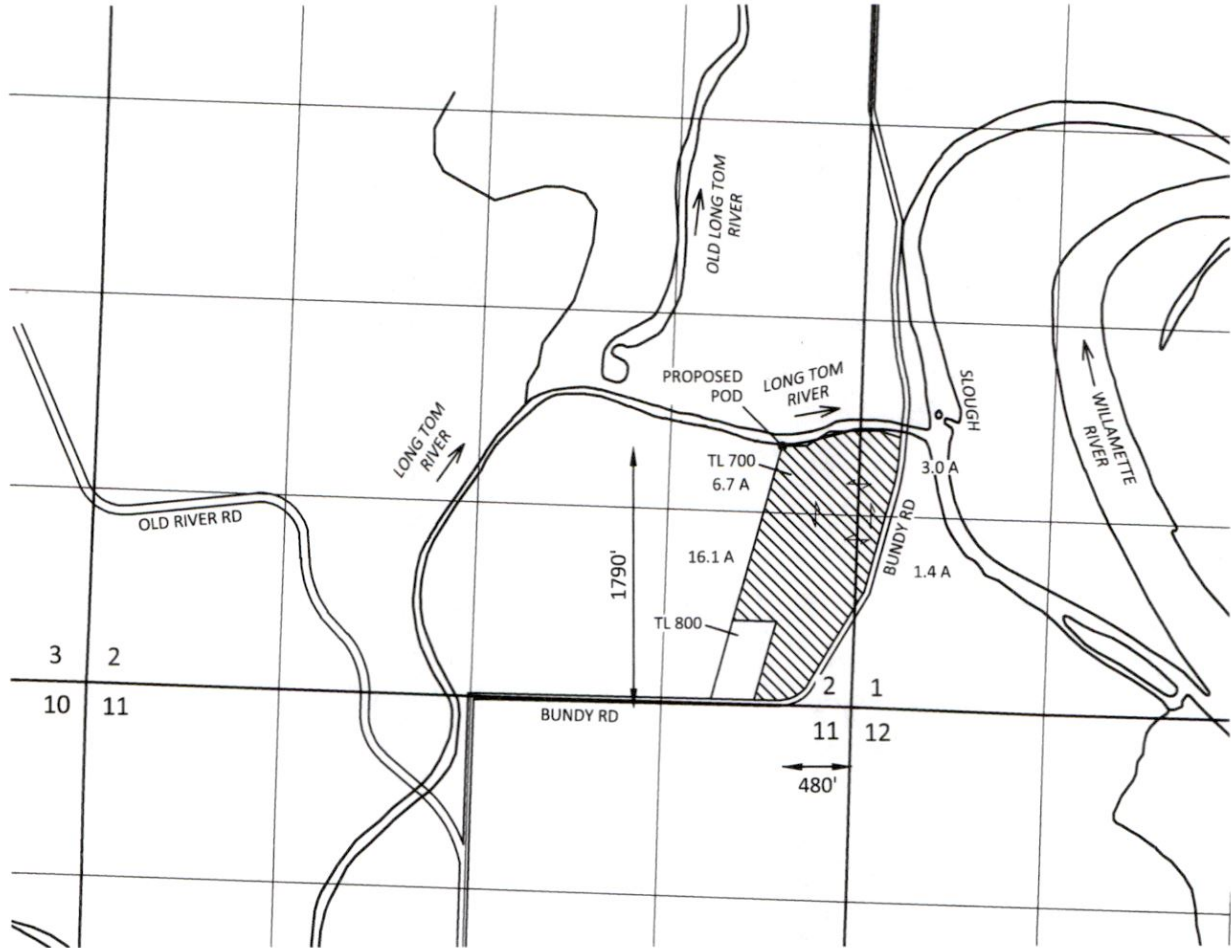 OLD LONG TOM
RIVER
PROPOSED
POD
LONG TOM
RIVER
SLOUGH
WILLAMETTE
RIVER
LONG TOM
RIVER
TL 700
6.7 A
3.0 A
OLD RIVER RD
BUNDY RD
16.1 A
1.4 A
1790'
TL 800
3 2
10 11
2 1
11 12
BUNDY RD
480'